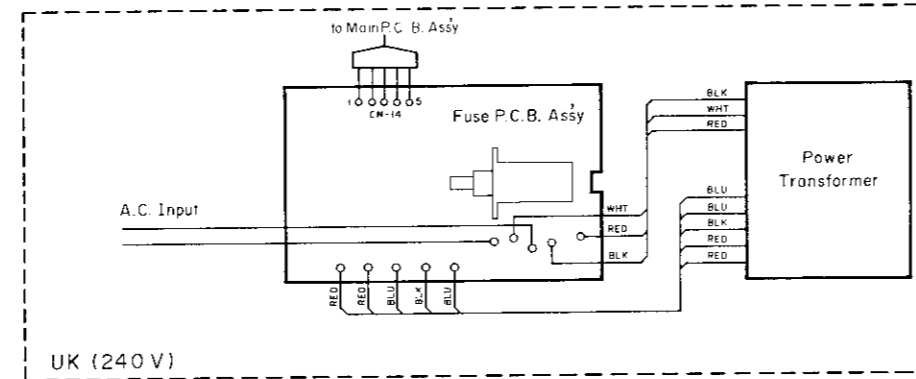 to Main P.C. B. Ass'y
1 5
CN-14
Fuse P.C.B. Ass'y
BLK
WHT
RED
Power
Transformer
A.C. Input
WHT
RED
BLK
BLU
BLU
BLK
RED
RED
RED
RED
BLU
BLK
BLU
UK (240 V)